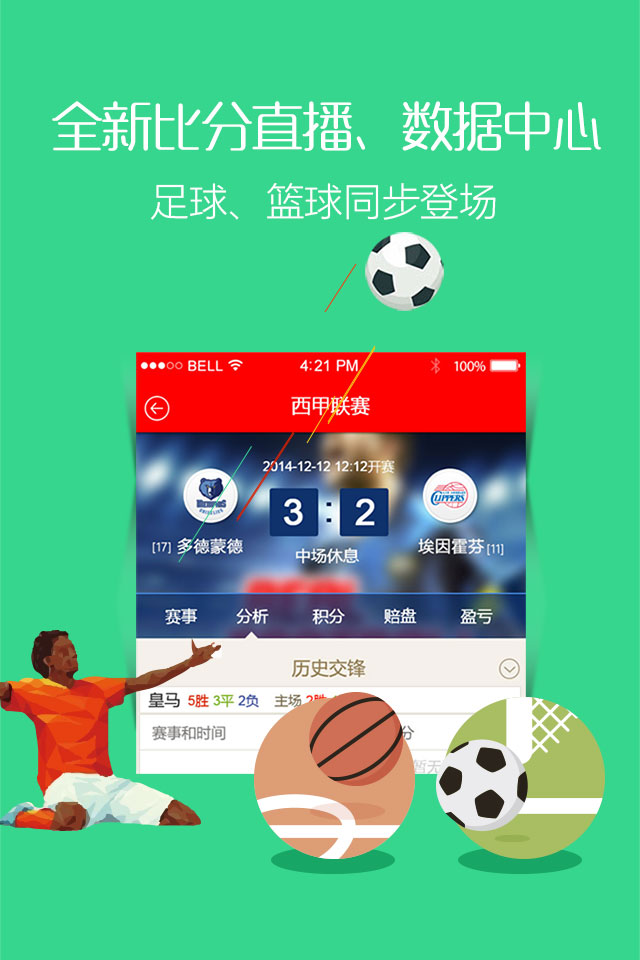 全新比分直播、数据中心
足球、篮球同步登场
BELL 4:21 PM 100%
西甲联赛
2014-12-12 12:12开赛
3:2
CLIPPERS
[17] 多德蒙德 中场休息 埃因霍芬 [11]
赛事 分析 积分 赔盘 盈亏
历史交锋
皇马 5胜 3平 2负 主场
赛事和时间 分
暂无